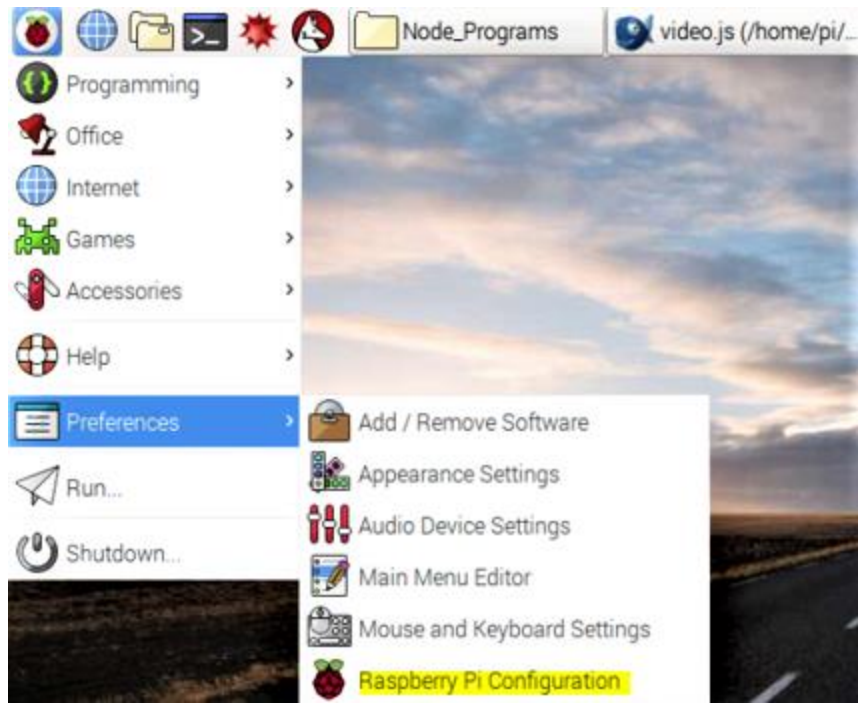 Node_Programs
video.js (/home/pi/...
Programming
Office
Internet
Games
Accessories
Help
Preferences
Add / Remove Software
Run...
Appearance Settings
Audio Device Settings
Shutdown...
Main Menu Editor
Mouse and Keyboard Settings
Raspberry Pi Configuration